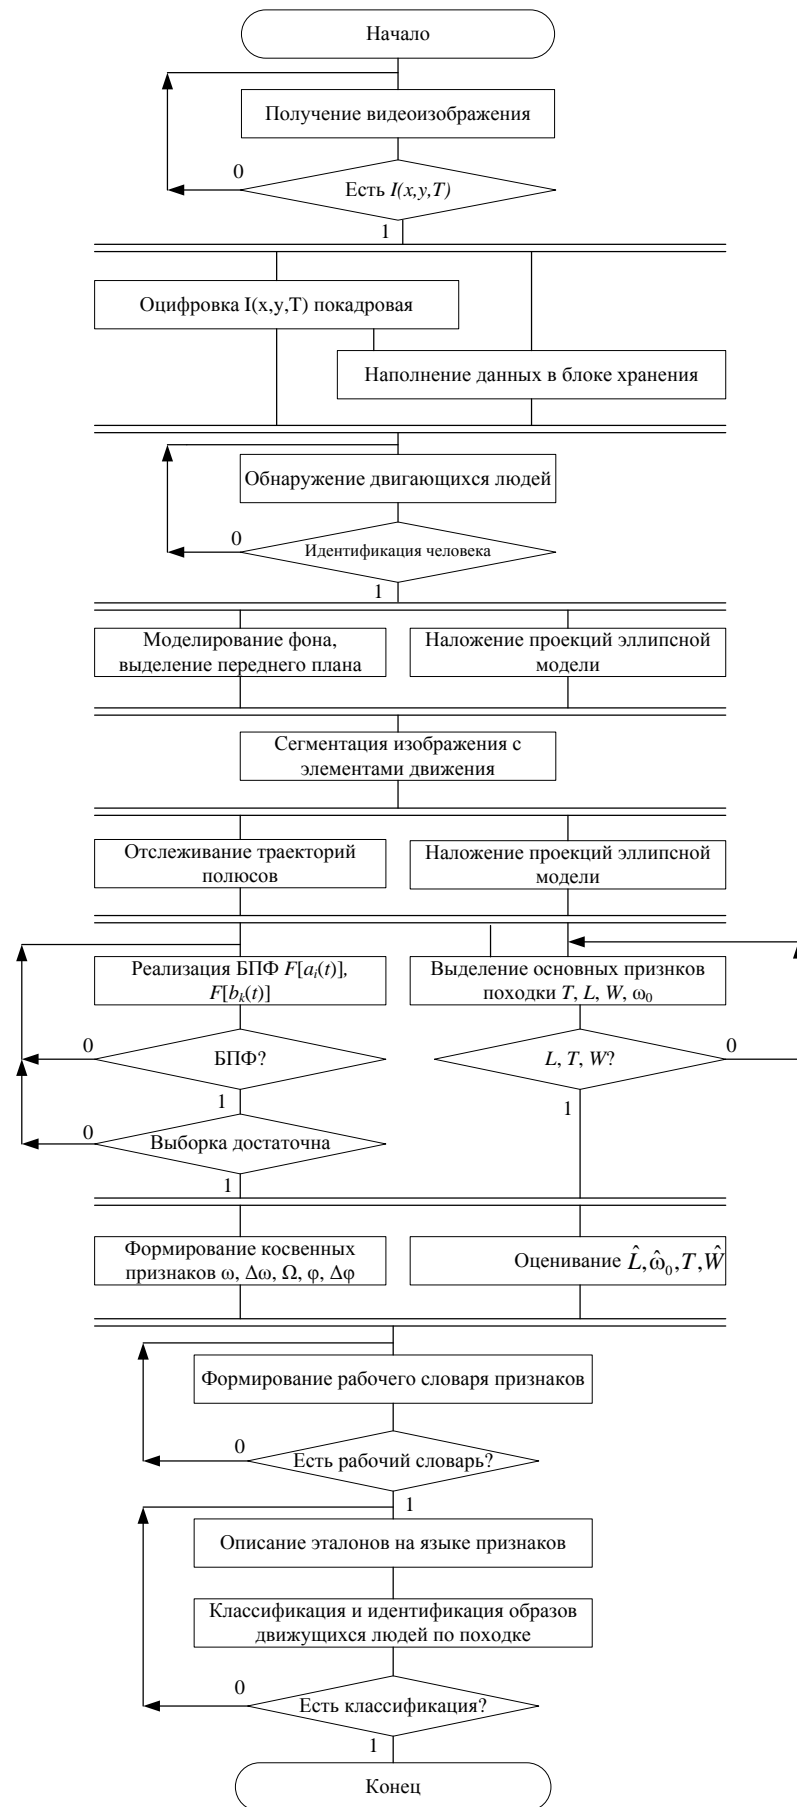 Начало
Получение видеоизображения
0
Есть I(x,y,T)
1
Оцифровка I(x,y,T) покадровая
Наполнение данных в блоке хранения
Обнаружение двигающихся людей
0
Идентификация человека
1
Моделирование фона,
выделение переднего плана
Наложение проекций эллипсной
модели
Сегментация изображения с
элементами движения
Отслеживание траекторий
полюсов
Наложение проекций эллипсной
модели
Реализация БПФ F[aᵢ(t)],
F[bₖ(t)]
Выделение основных признков
походки T, L, W, ω₀
0
БПФ?
L, T, W?
0
1
1
0
Выборка достаточна
1
Формирование косвенных
признаков ω, Δω, Ω, φ, Δφ
Оценивание L̂, ω̂₀, T, Ŵ
Формирование рабочего словаря признаков
0
Есть рабочий словарь?
1
Описание эталонов на языке признаков
Классификация и идентификация образов
движущихся людей по походке
0
Есть классификация?
1
Конец